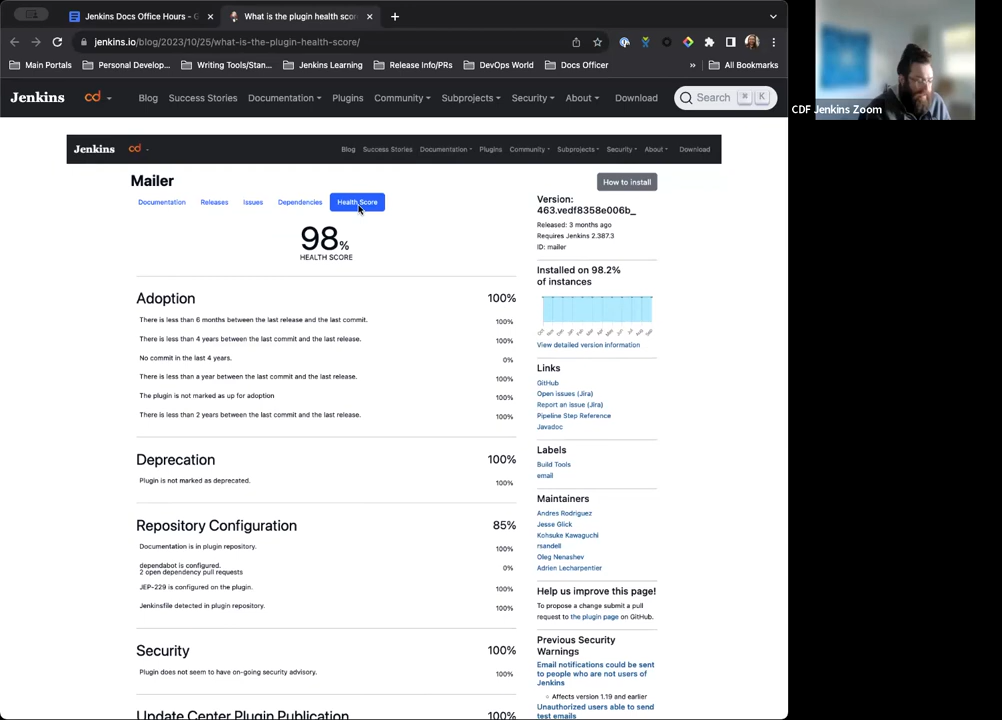 Jenkins Docs Office Hours - G
What is the plugin health scor
jenkins.io/blog/2023/10/25/what-is-the-plugin-health-score/
Main Portals
Personal Develop...
Writing Tools/Stan...
Jenkins Learning
Release Info/PRs
DevOps World
Docs Officer
All Bookmarks
Jenkins
cd
Blog
Success Stories
Documentation
Plugins
Community
Subprojects
Security
About
Download
Search
K
CDF Jenkins Zoom
Jenkins
cd
Blog
Success Stories
Documentation
Plugins
Community
Subprojects
Security
About
Download
Mailer
How to install
Documentation
Releases
Issues
Dependencies
Health Score
98%
HEALTH SCORE
Adoption 100%
There is less than 6 months between the last release and the last commit. 100%
There is less than 4 years between the last commit and the last release. 100%
No commit in the last 4 years. 0%
There is less than a year between the last commit and the last release. 100%
The plugin is not marked as up for adoption 100%
There is less than 2 years between the last commit and the last release. 100%
Deprecation 100%
Plugin is not marked as deprecated. 100%
Repository Configuration 85%
Documentation is in plugin repository. 100%
dependabot is configured.
2 open dependency pull requests 0%
JEP-229 is configured on the plugin. 100%
Jenkinsfile detected in plugin repository. 100%
Security 100%
Plugin does not seem to have on-going security advisory. 100%
Update Center Plugin Publication 100%
Version:
463.vedf8358e006b_
Released: 3 months ago
Requires Jenkins 2.387.3
ID: mailer
Installed on 98.2%
of instances
Oct Nov Dec Jan Feb Mar Apr May Jun Jul Aug Sep
View detailed version information
Links
GitHub
Open issues (Jira)
Report an issue (Jira)
Pipeline Step Reference
Javadoc
Labels
Build Tools
email
Maintainers
Andres Rodriguez
Jesse Glick
Kohsuke Kawaguchi
rsandell
Oleg Nenashev
Adrien Lecharpentier
Help us improve this page!
To propose a change submit a pull
request to the plugin page on GitHub.
Previous Security
Warnings
Email notifications could be sent
to people who are not users of
Jenkins
Affects version 1.19 and earlier
Unauthorized users able to send
test emails